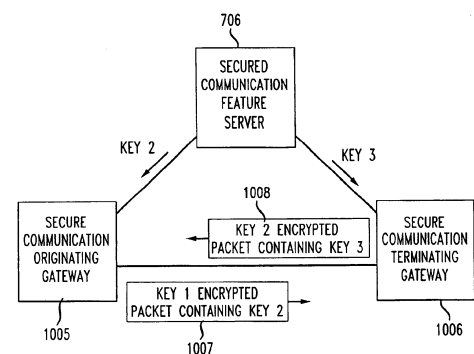 706
SECURED
COMMUNICATION
FEATURE
SERVER
KEY 2
KEY 3
1008
KEY 2 ENCRYPTED
PACKET CONTAINING KEY 3
SECURE
COMMUNICATION
ORIGINATING
GATEWAY
SECURE
COMMUNICATION
TERMINATING
GATEWAY
1005
KEY 1 ENCRYPTED
PACKET CONTAINING KEY 2
1007
1006